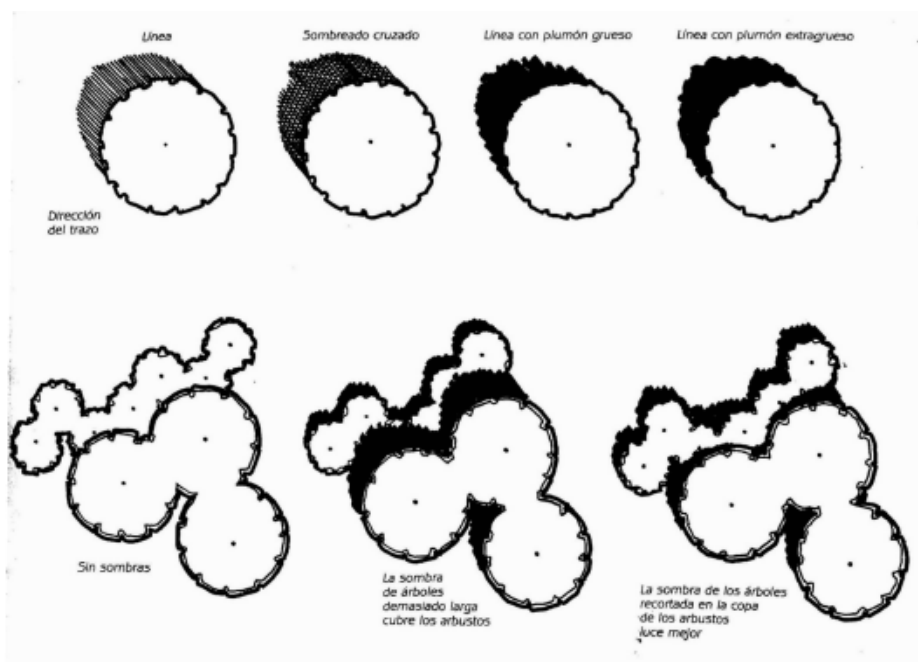 Línea
Sombreado cruzado
Línea con plumón grueso
Línea con plumón extragrueso
Dirección
del trazo
Sin sombras
La sombra
de árboles
demasiado larga
cubre los arbustos
La sombra de los árboles
recortada en la copa
de los arbustos
luce mejor